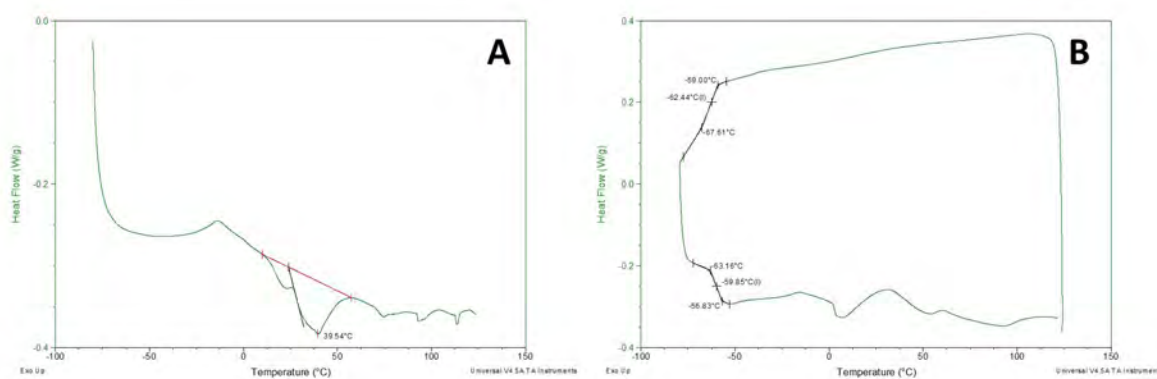 A
0.0
-0.2
-0.4
Heat Flow (W/g)
39.54°C
-100 -50 0 50 100 150
Exo Up Temperature (°C) Universal V4.5A TA Instruments
B
0.4
0.2
0.0
-0.2
-0.4
Heat Flow (W/g)
-59.00°C
-62.44°C(I)
-67.61°C
-63.16°C
-59.85°C(I)
-56.83°C
-100 -50 0 50 100 150
Exo Up Temperature (°C) Universal V4.5A TA Instruments